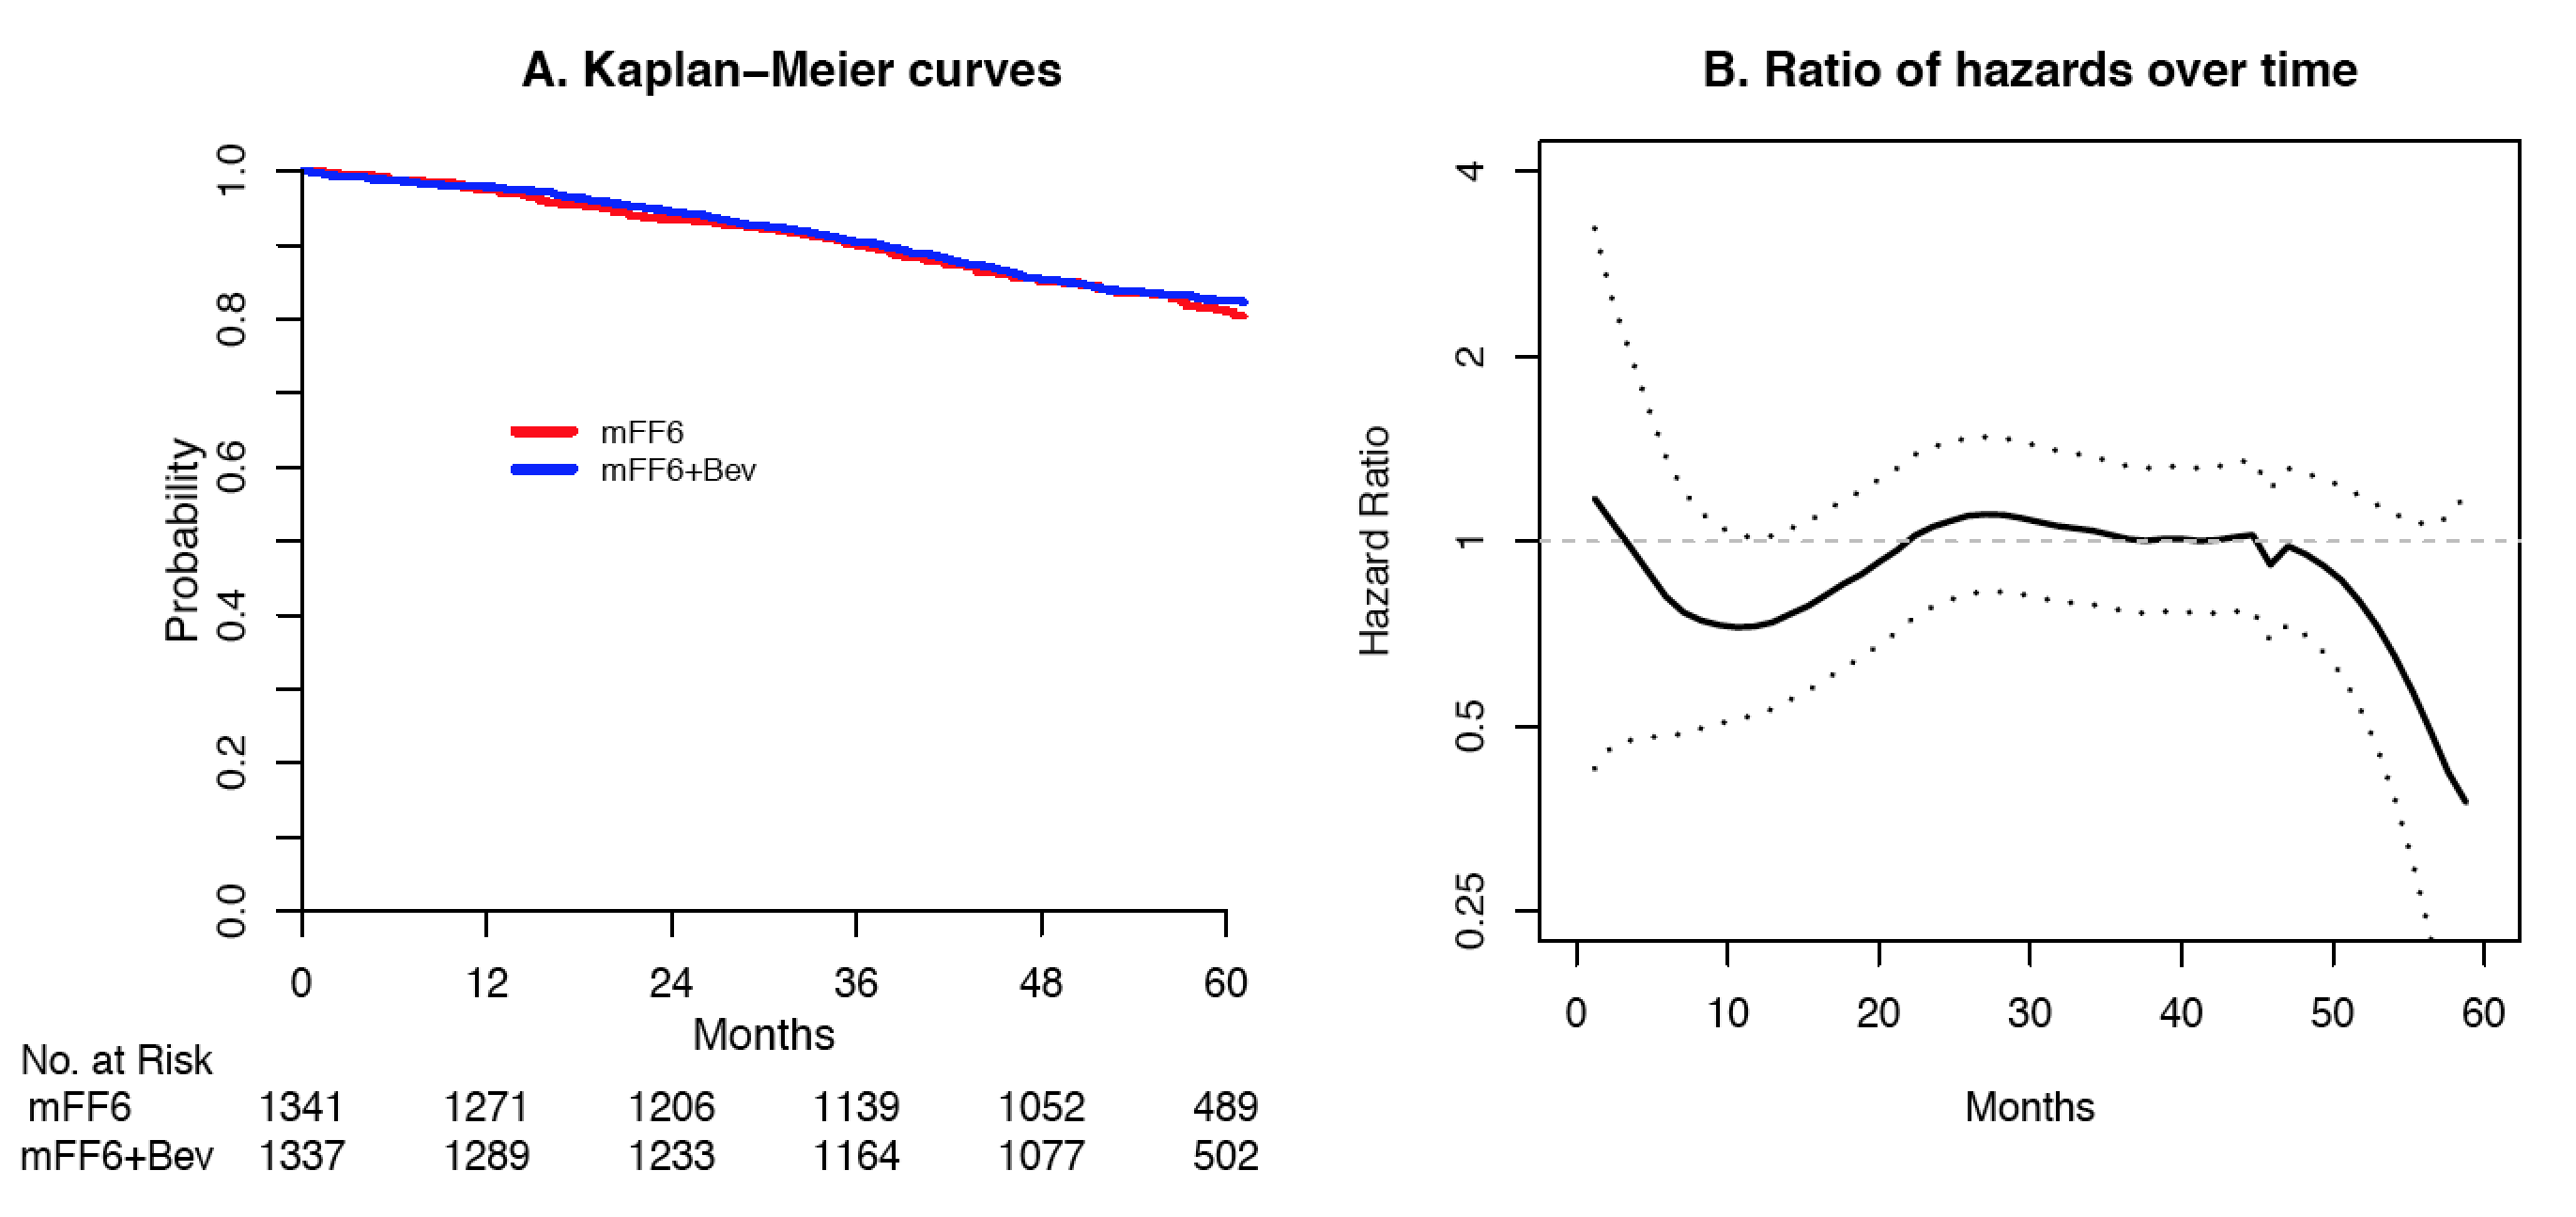 A. Kaplan–Meier curves
Probability
1.0
0.8
0.6
0.4
0.2
0.0
mFF6
mFF6+Bev
0 12 24 36 48 60
Months
No. at Risk
mFF6 1341 1271 1206 1139 1052 489
mFF6+Bev 1337 1289 1233 1164 1077 502
B. Ratio of hazards over time
Hazard Ratio
4
2
1
0.5
0.25
0 10 20 30 40 50 60
Months